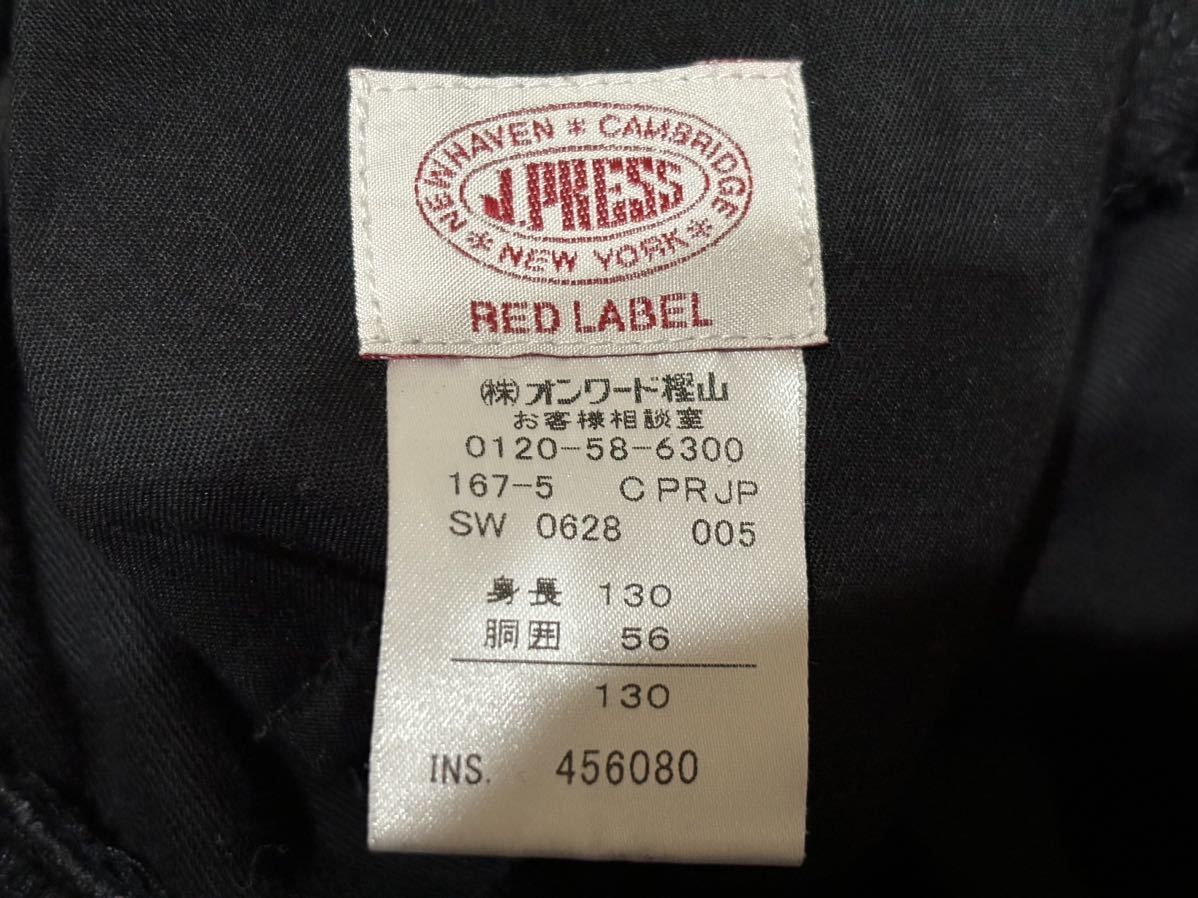 NEWHAVEN * CAMBRIDGE
J.PRESS
* NEW YORK *
RED LABEL
㈱オンワード樫山
お客様相談室
0120-58-6300
167-5 CPRJP
SW 0628 005
身長 130
胴囲 56
130
INS. 456080